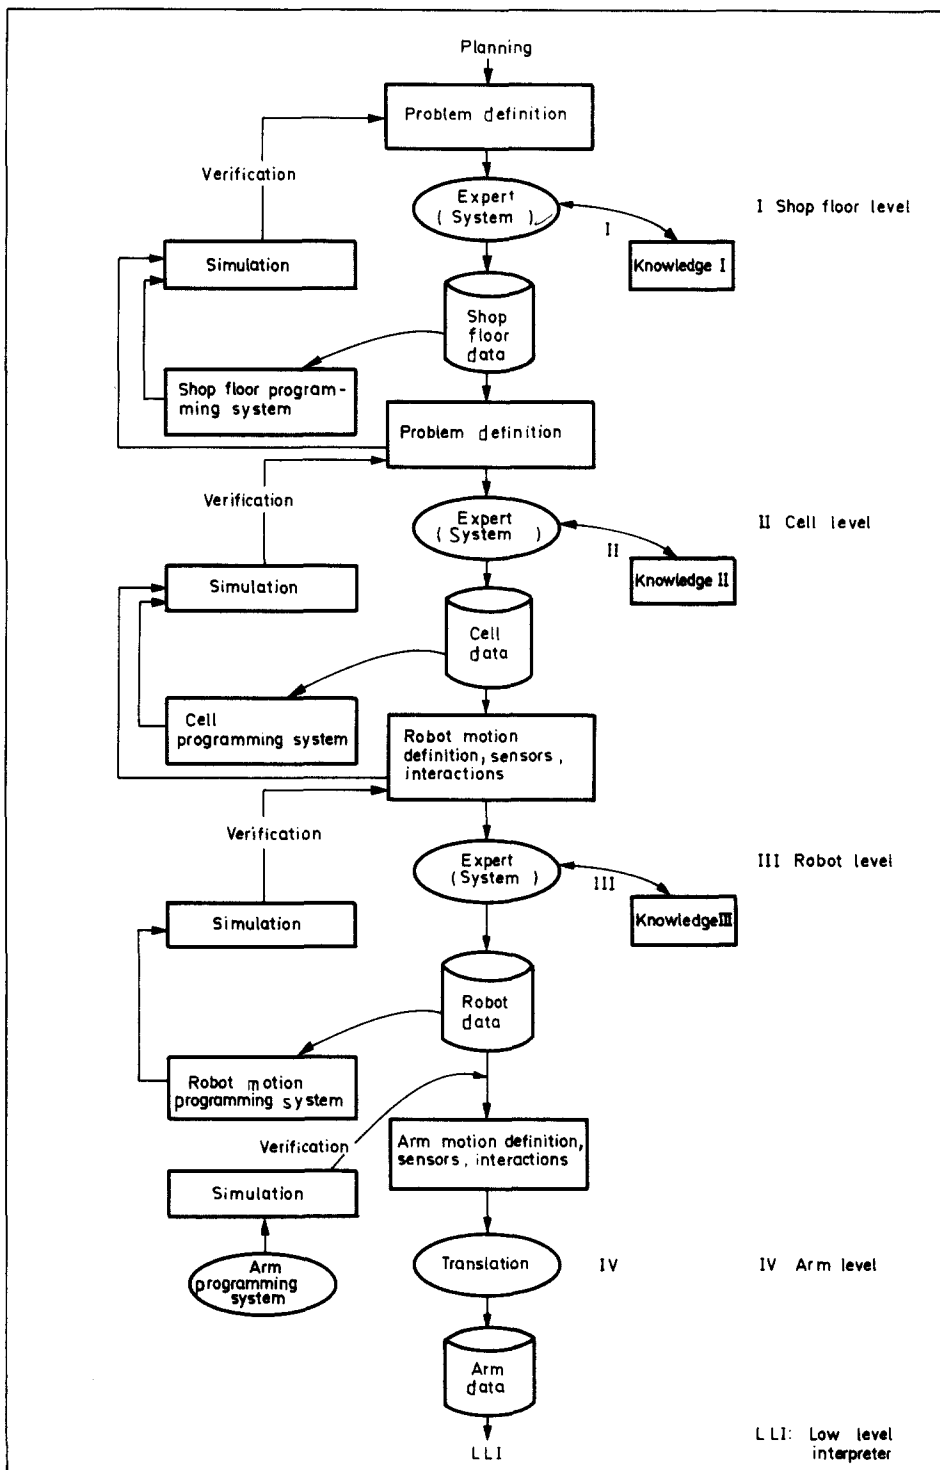 Planning
Problem definition
Verification
Expert
(System)
I
I Shop floor level
Simulation
Knowledge I
Shop
floor
data
Shop floor program-
ming system
Problem definition
Verification
Expert
(System )
II
II Cell level
Simulation
Knowledge II
Cell
data
Cell
programming system
Robot motion
definition, sensors,
interactions
Verification
Expert
(System )
III
III Robot level
Simulation
Knowledge III
Robot
data
Robot motion
programming system
Verification
Arm motion definition,
sensors, interactions
Simulation
Arm
programming
system
Translation
IV
IV Arm level
Arm
data
LLI
LLI: Low level
interpreter